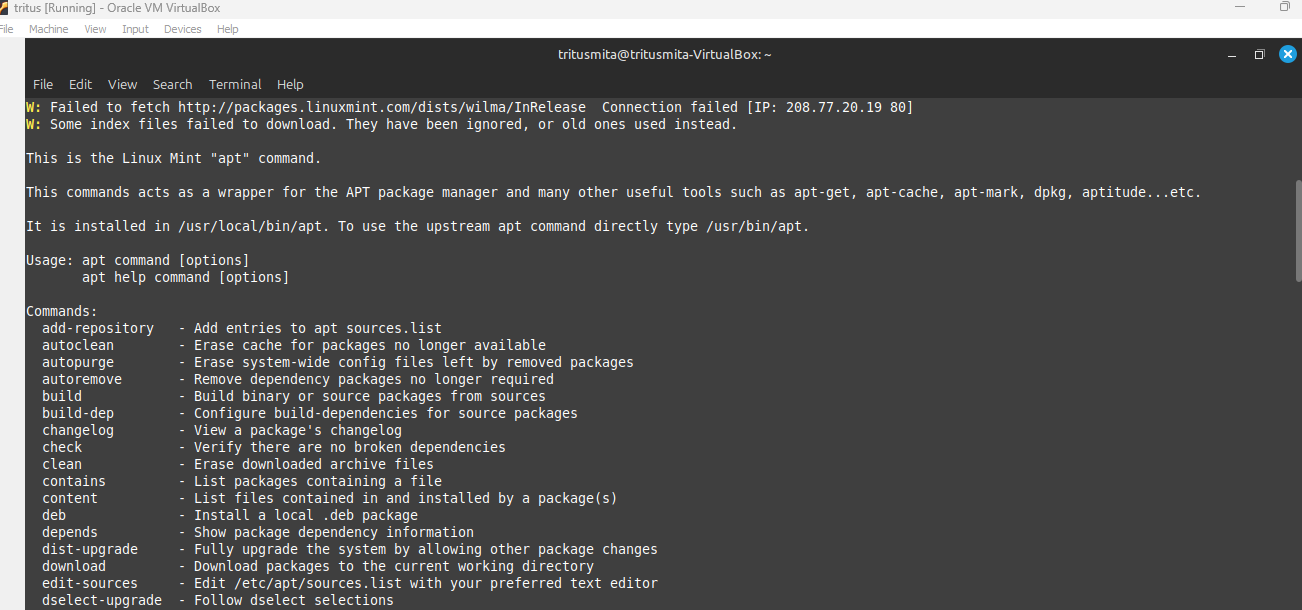 tritus [Running] - Oracle VM VirtualBox
File Machine View Input Devices Help
tritusmita@tritusmita-VirtualBox: ~
File Edit View Search Terminal Help
W: Failed to fetch http://packages.linuxmint.com/dists/wilma/InRelease  Connection failed [IP: 208.77.20.19 80]
W: Some index files failed to download. They have been ignored, or old ones used instead.
This is the Linux Mint "apt" command.
This commands acts as a wrapper for the APT package manager and many other useful tools such as apt-get, apt-cache, apt-mark, dpkg, aptitude...etc.
It is installed in /usr/local/bin/apt. To use the upstream apt command directly type /usr/bin/apt.
Usage: apt command [options]
       apt help command [options]
Commands:
  add-repository   - Add entries to apt sources.list
  autoclean        - Erase cache for packages no longer available
  autopurge        - Erase system-wide config files left by removed packages
  autoremove       - Remove dependency packages no longer required
  build            - Build binary or source packages from sources
  build-dep        - Configure build-dependencies for source packages
  changelog        - View a package's changelog
  check            - Verify there are no broken dependencies
  clean            - Erase downloaded archive files
  contains         - List packages containing a file
  content          - List files contained in and installed by a package(s)
  deb              - Install a local .deb package
  depends          - Show package dependency information
  dist-upgrade     - Fully upgrade the system by allowing other package changes
  download         - Download packages to the current working directory
  edit-sources     - Edit /etc/apt/sources.list with your preferred text editor
  dselect-upgrade  - Follow dselect selections